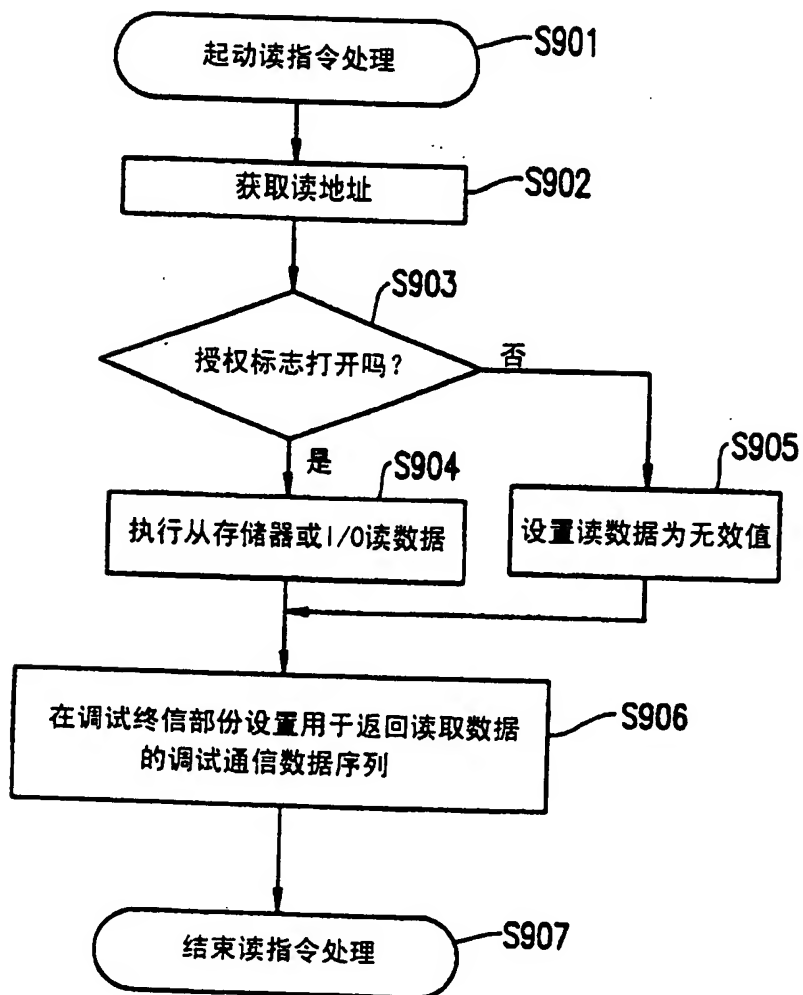 起动读指令处理
S901
获取读地址
S902
S903
授权标志打开吗?
否
是
S904
S905
执行从存储器或I/O读数据
设置读数据为无效值
在调试终信部份设置用于返回读取数据
的调试通信数据序列
S906
结束读指令处理
S907